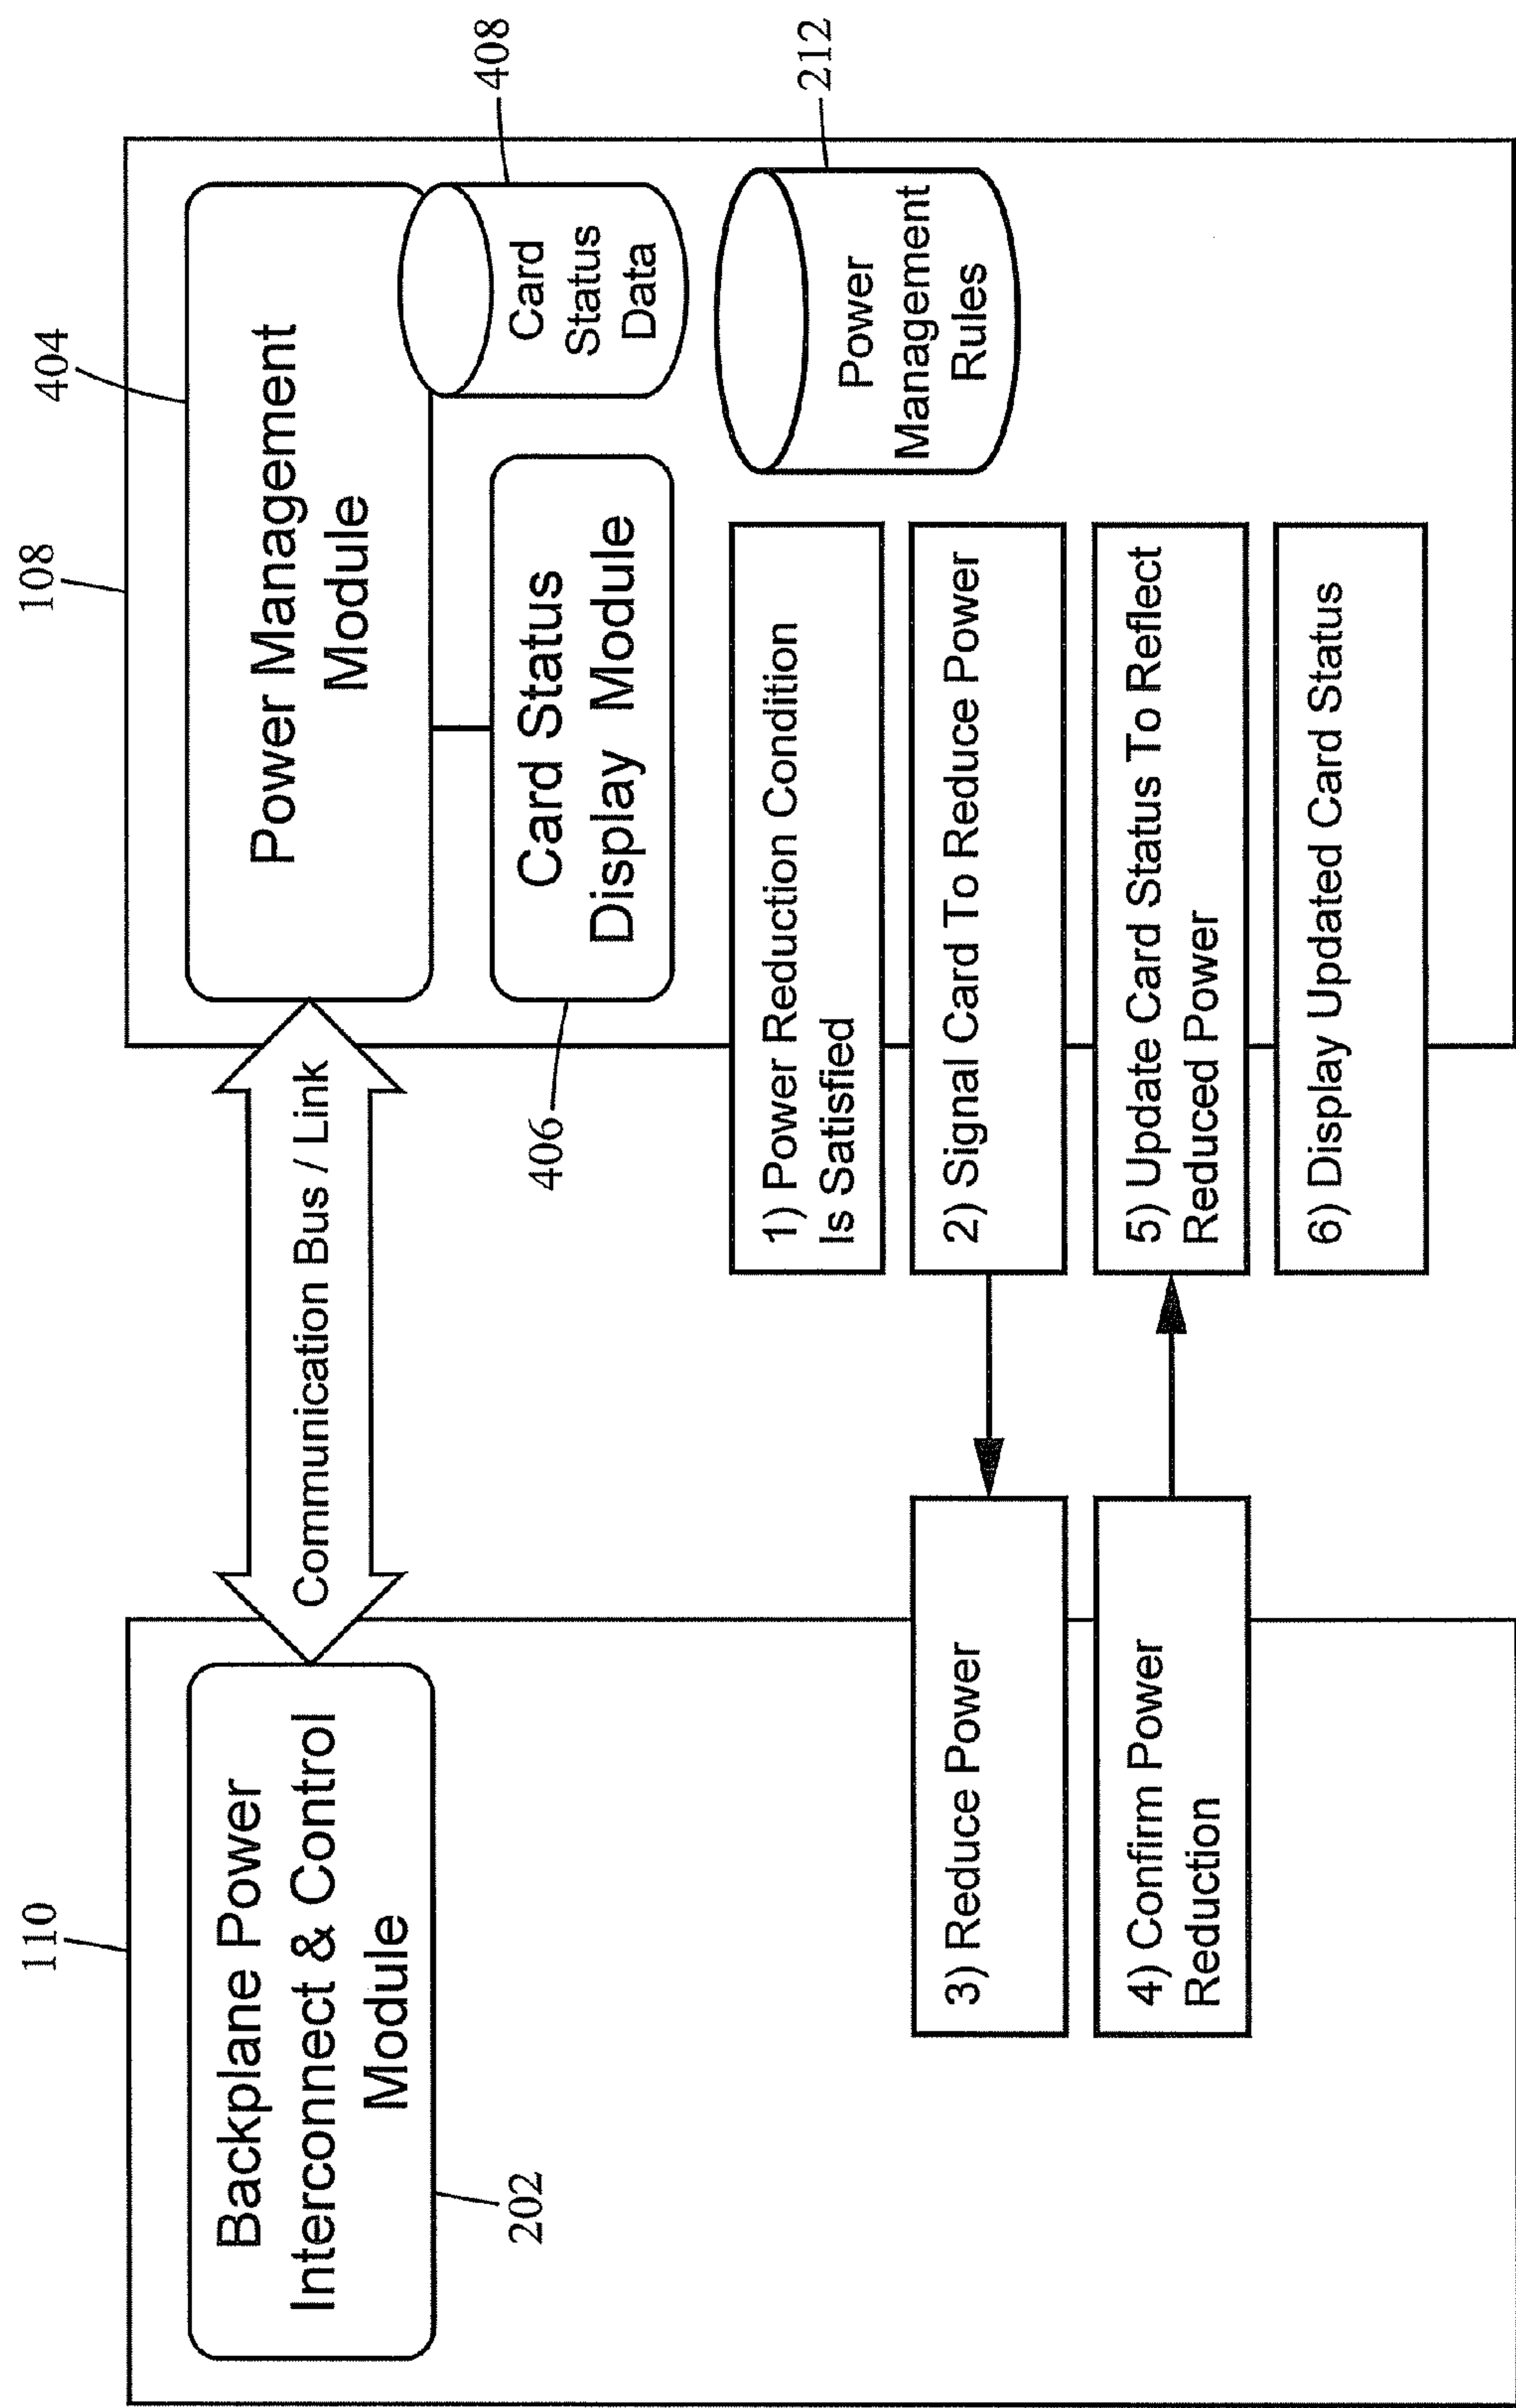 110
108
404
Backplane Power
Interconnect & Control
Module
202
Communication Bus / Link
Power Management
Module
408
Card Status
Display Module
406
Card
Status
Data
212
Power
Management
Rules
1) Power Reduction Condition
Is Satisfied
2) Signal Card To Reduce Power
3) Reduce Power
4) Confirm Power
Reduction
5) Update Card Status To Reflect
Reduced Power
6) Display Updated Card Status